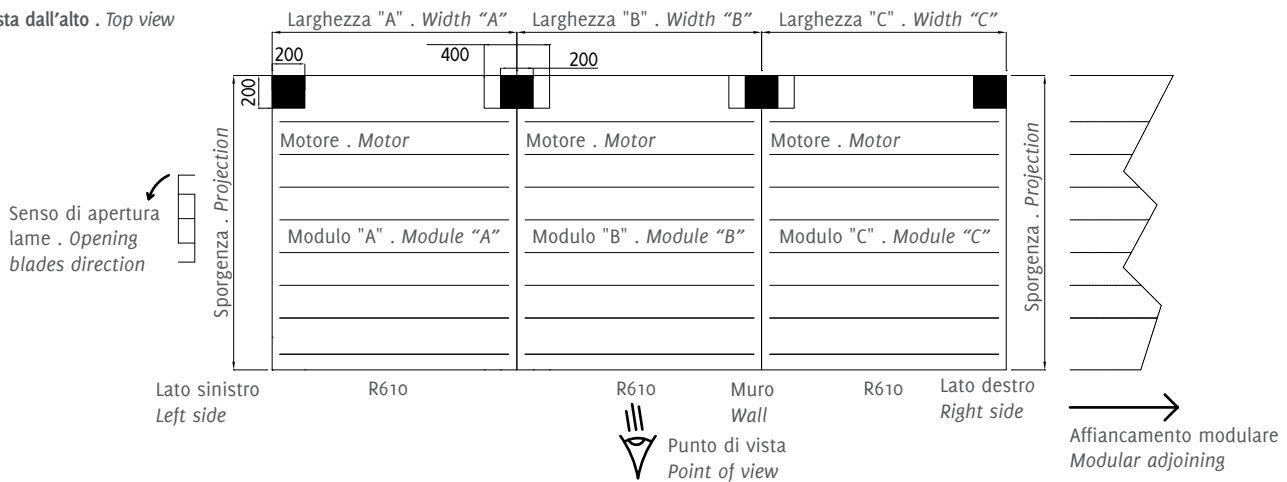 sta dall'alto . Top view
Larghezza "A" . Width “A”
Larghezza "B" . Width “B”
Larghezza "C" . Width “C”
200
400
200
200
Motore . Motor
Motore . Motor
Motore . Motor
Sporgenza . Projection
Sporgenza . Projection
Senso di apertura
lame . Opening
blades direction
Modulo "A" . Module “A”
Modulo "B" . Module “B”
Modulo "C" . Module “C”
Lato sinistro
Left side
R610
R610
Muro
Wall
R610
Lato destro
Right side
Punto di vista
Point of view
Affiancamento modulare
Modular adjoining